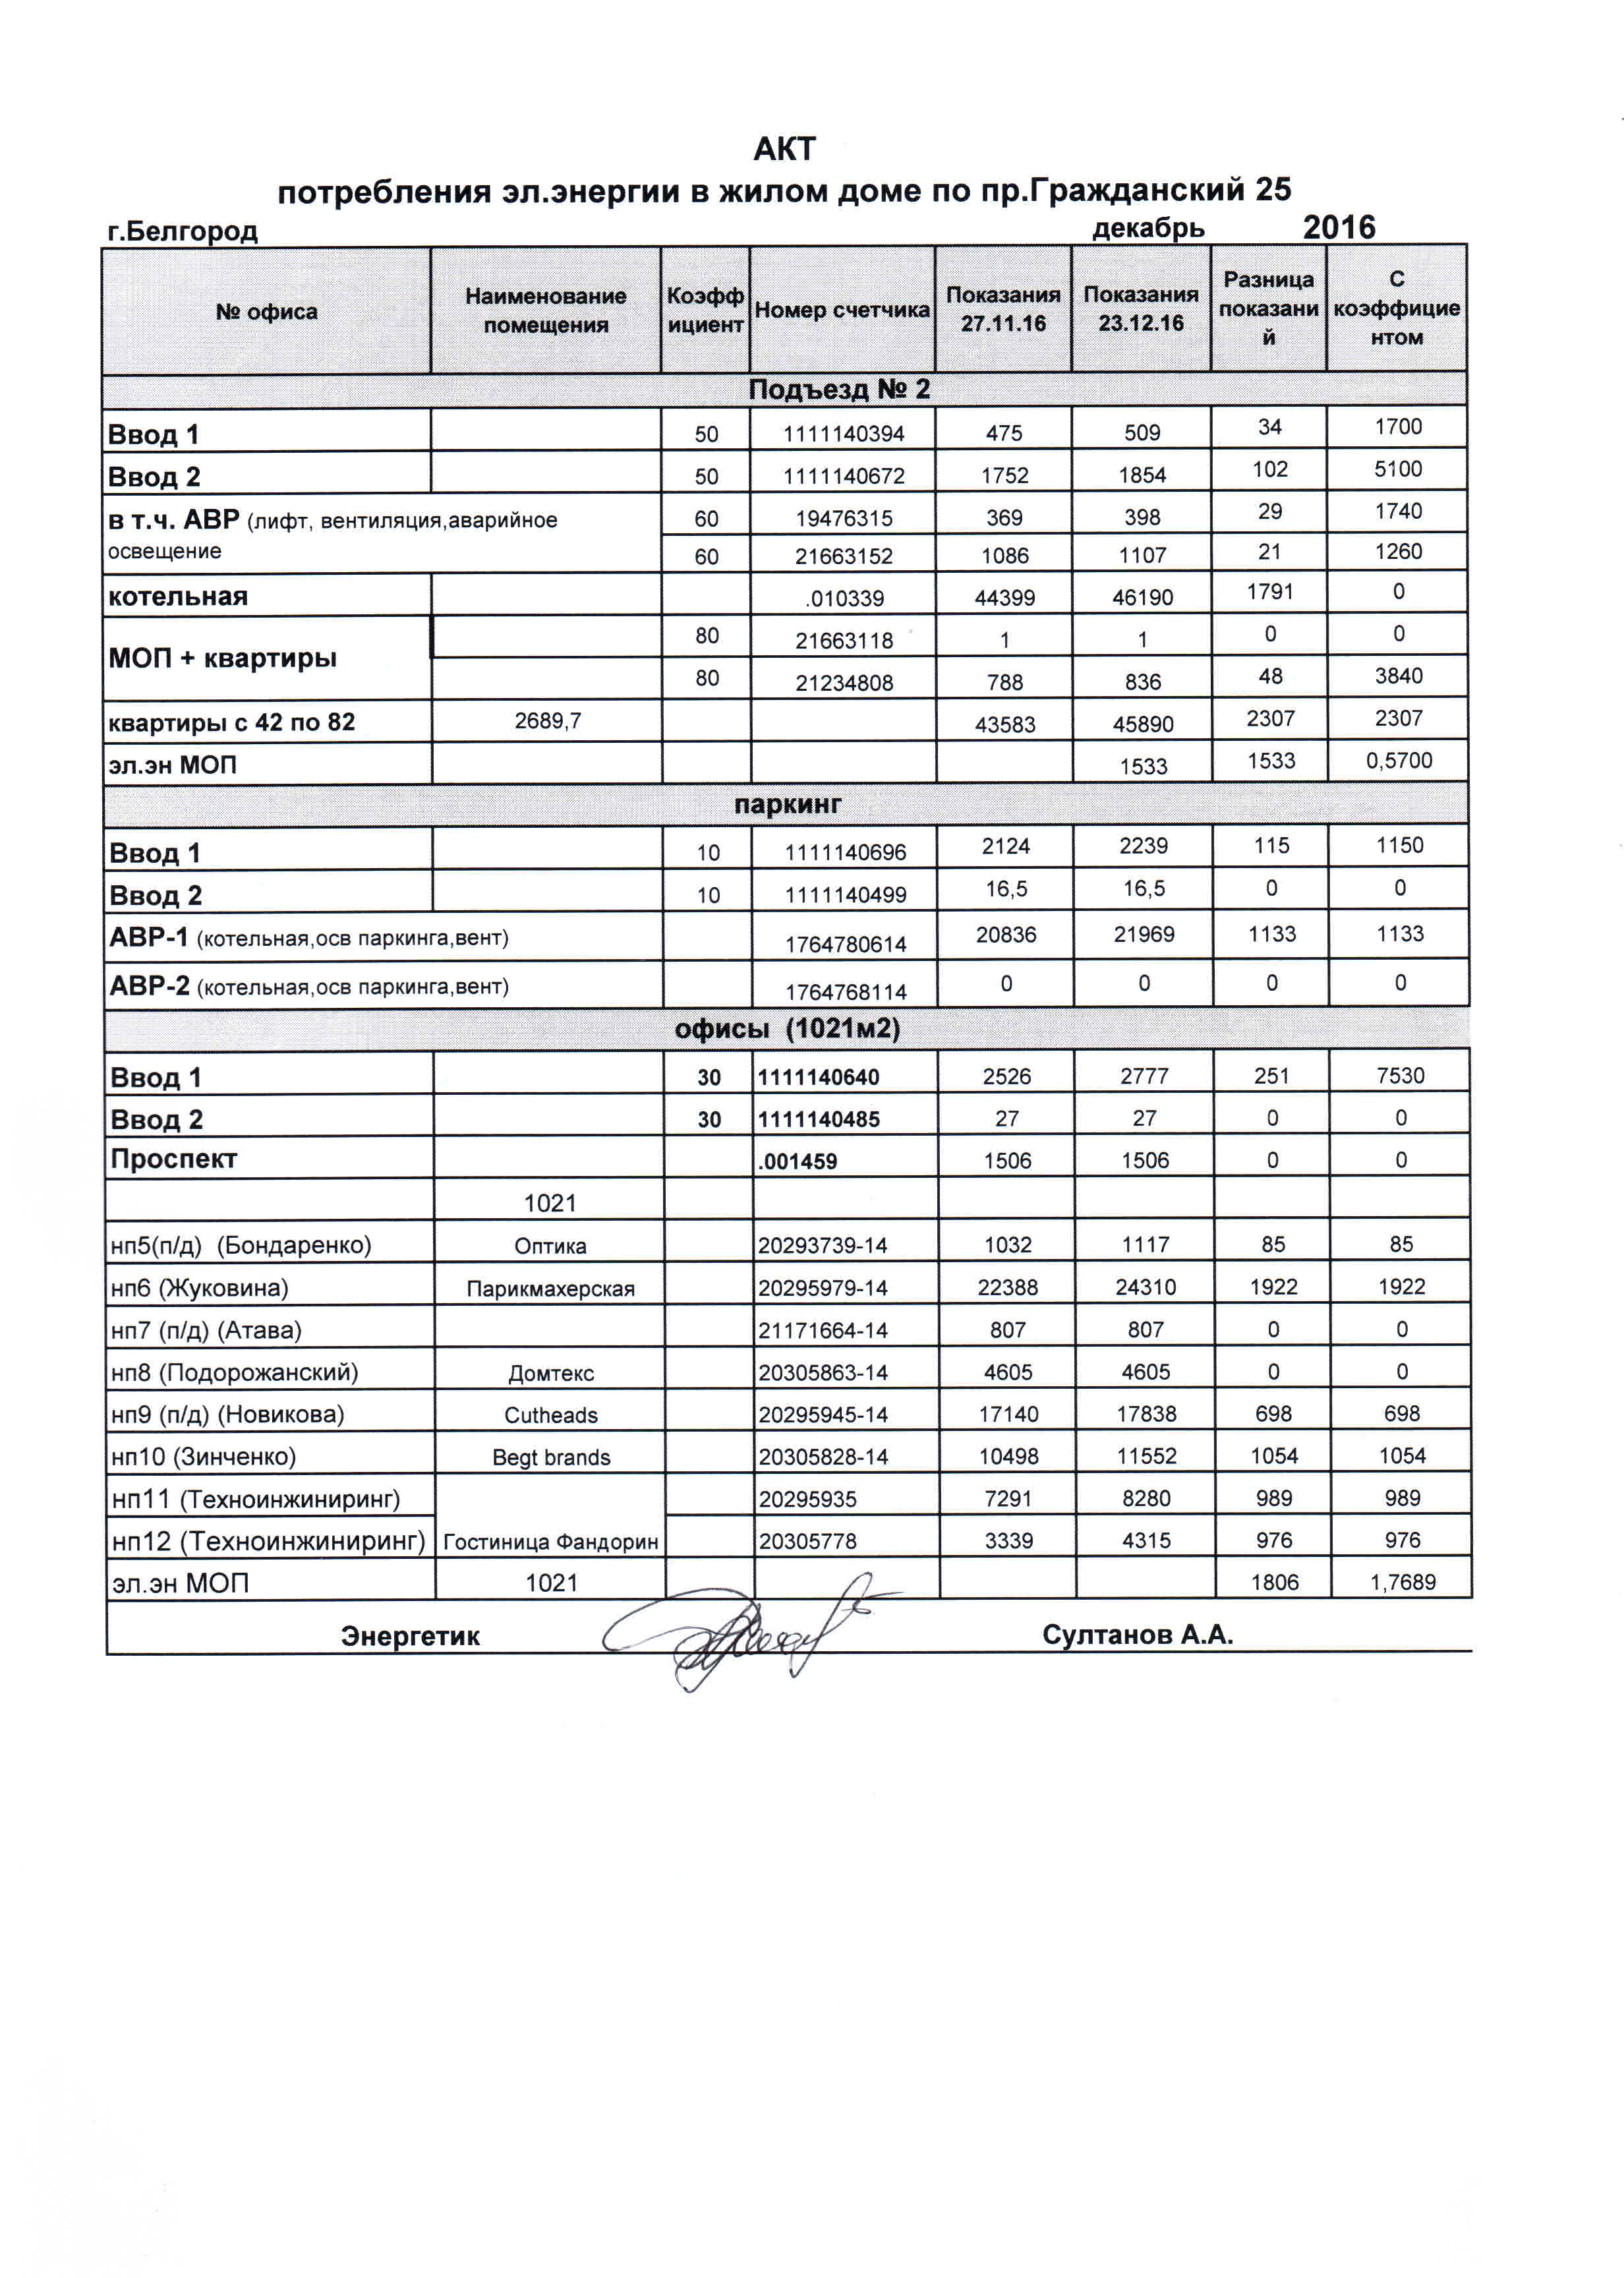 АКТ
потребления эл.энергии в жилом доме по пр.Гражданский 25
г.Белгород декабрь 2016
№ офиса Наименование помещения Коэффициент Номер счетчика Показания 27.11.16 Показания 23.12.16 Разница показаний С коэффициентом
Подъезд № 2
Ввод 1 50 1111140394 475 509 34 1700
Ввод 2 50 1111140672 1752 1854 102 5100
в т.ч. АВР (лифт, вентиляция,аварийное 60 19476315 369 398 29 1740
освещение 60 21663152 1086 1107 21 1260
котельная .010339 44399 46190 1791 0
МОП + квартиры 80 21663118 1 1 0 0
80 21234808 788 836 48 3840
квартиры с 42 по 82 2689,7 43583 45890 2307 2307
эл.эн МОП 1533 1533 0,5700
паркинг
Ввод 1 10 1111140696 2124 2239 115 1150
Ввод 2 10 1111140499 16,5 16,5 0 0
АВР-1 (котельная,осв паркинга,вент) 1764780614 20836 21969 1133 1133
АВР-2 (котельная,осв паркинга,вент) 1764768114 0 0 0 0
офисы (1021м2)
Ввод 1 30 1111140640 2526 2777 251 7530
Ввод 2 30 1111140485 27 27 0 0
Проспект .001459 1506 1506 0 0
1021
нп5(п/д) (Бондаренко) Оптика 20293739-14 1032 1117 85 85
нп6 (Жуковина) Парикмахерская 20295979-14 22388 24310 1922 1922
нп7 (п/д) (Атава) 21171664-14 807 807 0 0
нп8 (Подорожанский) Домтекс 20305863-14 4605 4605 0 0
нп9 (п/д) (Новикова) Cutheads 20295945-14 17140 17838 698 698
нп10 (Зинченко) Begt brands 20305828-14 10498 11552 1054 1054
нп11 (Техноинжиниринг) 20295935 7291 8280 989 989
нп12 (Техноинжиниринг) Гостиница Фандорин 20305778 3339 4315 976 976
эл.эн МОП 1021 1806 1,7689
Энергетик Султанов А.А.